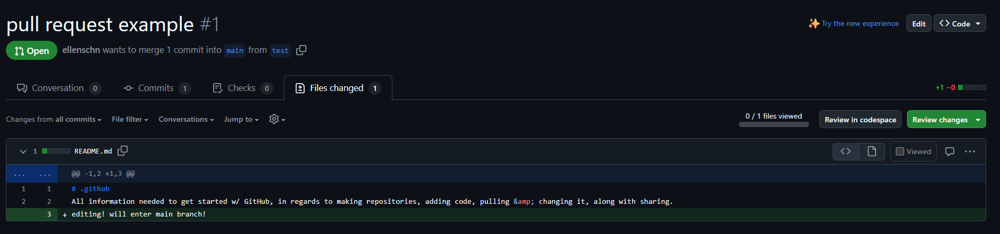 pull request example #1
Try the new experience
Edit
Code
Open
ellenschn wants to merge 1 commit into main from test
Conversation 0
Commits 1
Checks 0
Files changed 1
+1 −0
Changes from all commits
File filter
Conversations
Jump to
0 / 1 files viewed
Review in codespace
Review changes
1 README.md
Viewed
... ... @@ -1,2 +1,3 @@
1 1 # .github
2 2 All information needed to get started w/ GitHub, in regards to making repositories, adding code, pulling &amp; changing it, along with sharing.
3 + editing! will enter main branch!